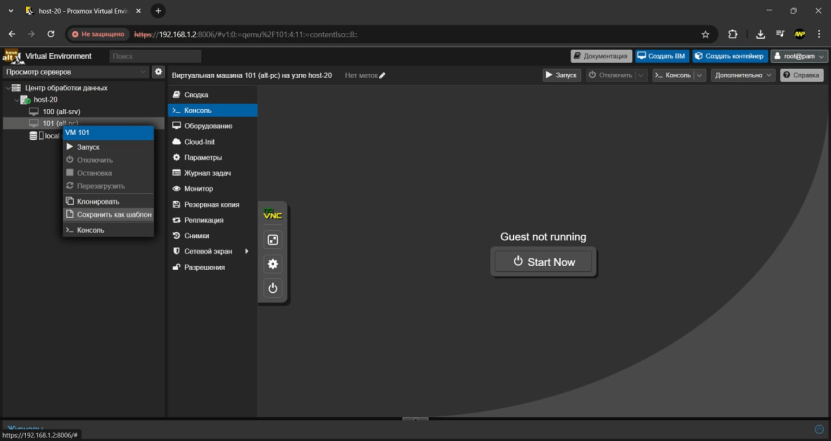 host-20 - Proxmox Virtual Envir
Не защищено
https://192.168.1.2:8006/#v1:0:=qemu%2F101:4:11:=contentIso::8::
alt
Virtual Environment
Поиск
Документация
Создать ВМ
Создать контейнер
root@pam
Просмотр серверов
Виртуальная машина 101 (alt-pc) на узле host-20
Нет меток
Запуск
Отключить
Консоль
Дополнительно
Справка
Центр обработки данных
host-20
100 (alt-srv)
101 (alt-pc)
local
VM 101
Запуск
Отключить
Остановка
Перезагрузить
Клонировать
Сохранить как шаблон
Консоль
Сводка
Консоль
Оборудование
Cloud-Init
Параметры
Журнал задач
Монитор
Резервная копия
Репликация
Снимки
Сетевой экран
Разрешения
VNC
Guest not running
Start Now
Журналы
https://192.168.1.2:8006/#